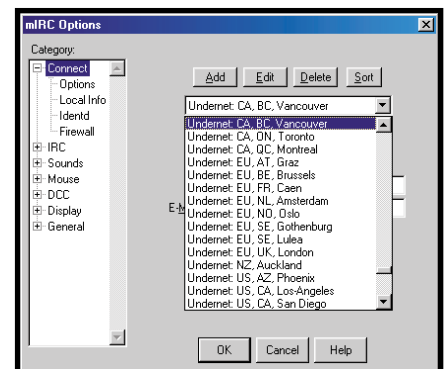 mIRC Options
Category:
Connect
Options
Local Info
Identd
Firewall
IRC
Sounds
Mouse
DCC
Display
General
Add Edit Delete Sort
Undernet: CA, BC, Vancouver
Undernet: CA, BC, Vancouver
Undernet: CA, ON, Toronto
Undernet: CA, QC, Montreal
Undernet: EU, AT, Graz
Undernet: EU, BE, Brussels
Undernet: EU, FR, Caen
Undernet: EU, NL, Amsterdam
E-M
Undernet: EU, NO, Oslo
Undernet: EU, SE, Gothenburg
Undernet: EU, SE, Lulea
Undernet: EU, UK, London
Undernet: NZ, Auckland
Undernet: US, AZ, Phoenix
Undernet: US, CA, Los-Angeles
Undernet: US, CA, San Diego
OK Cancel Help